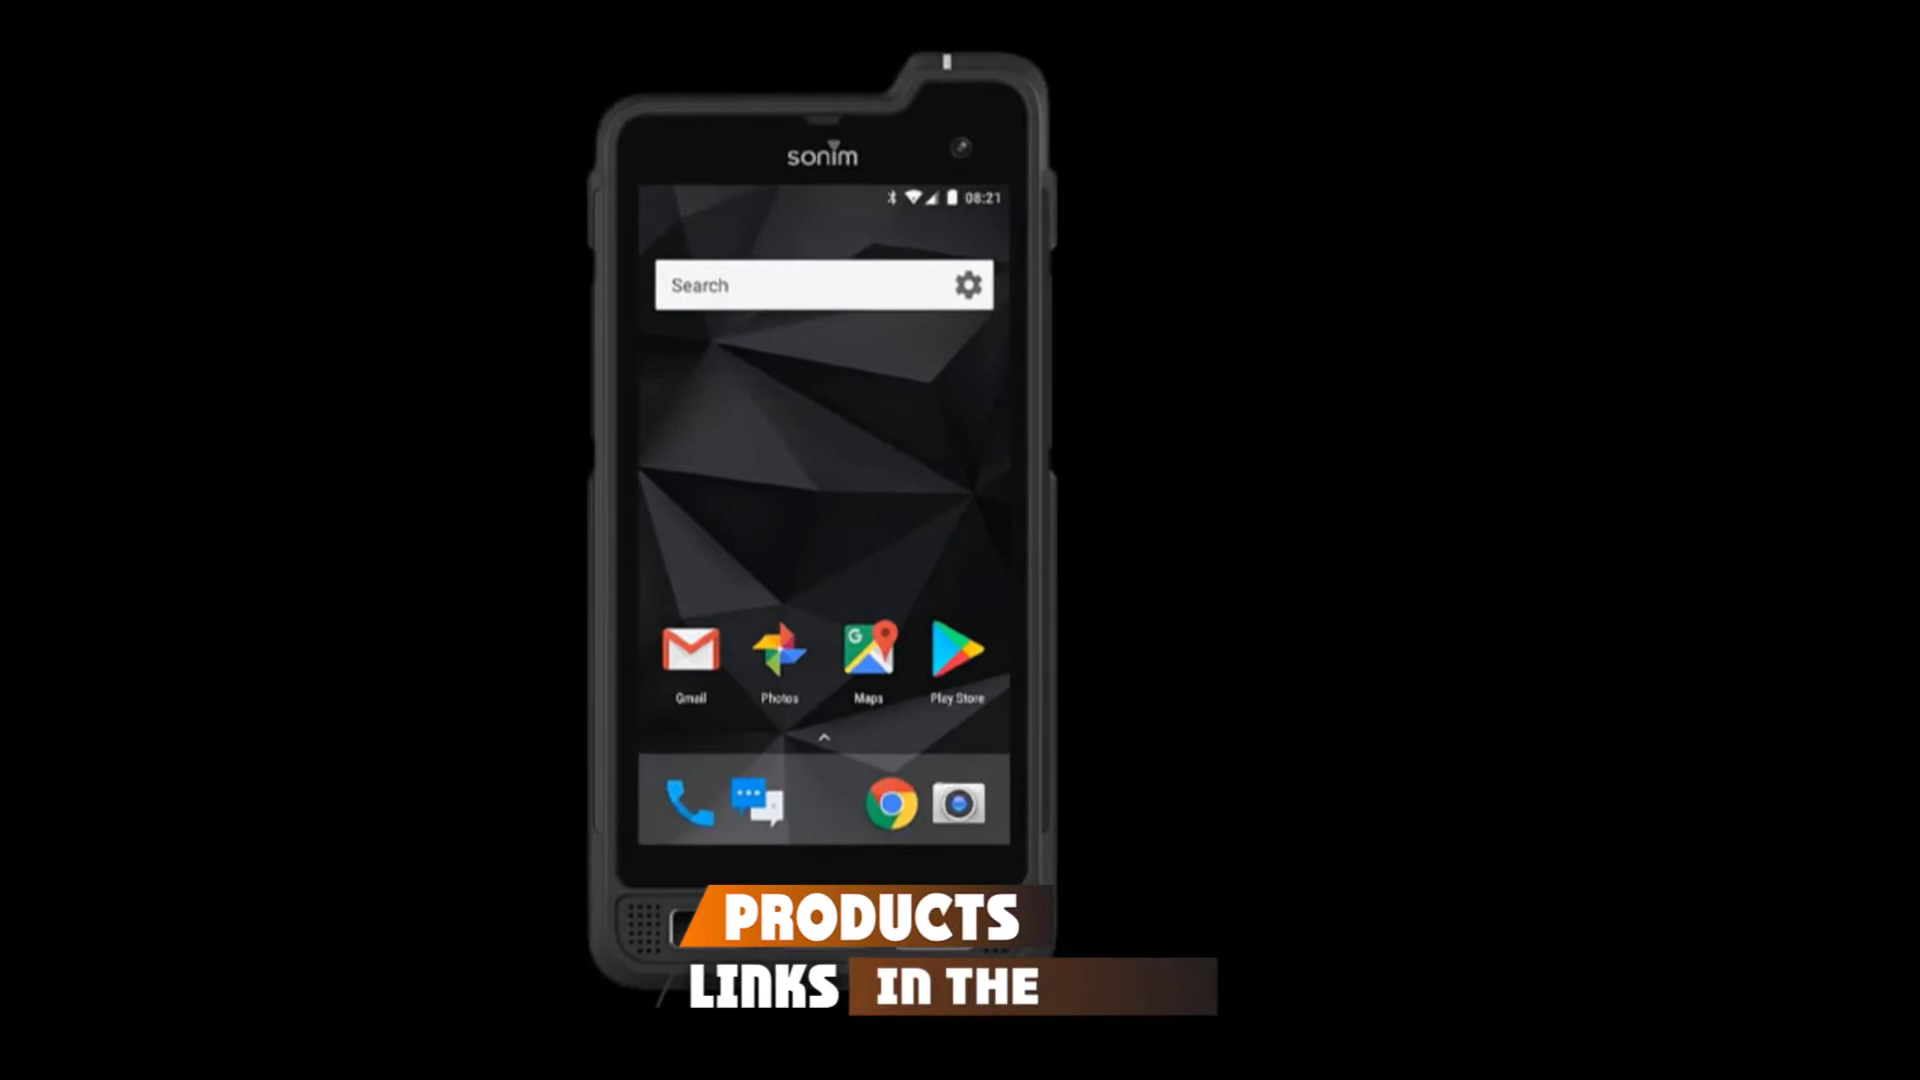 sonim
08:21
Search
Gmail Photos Maps Play Store
PRODUCTS
LINKS IN THE